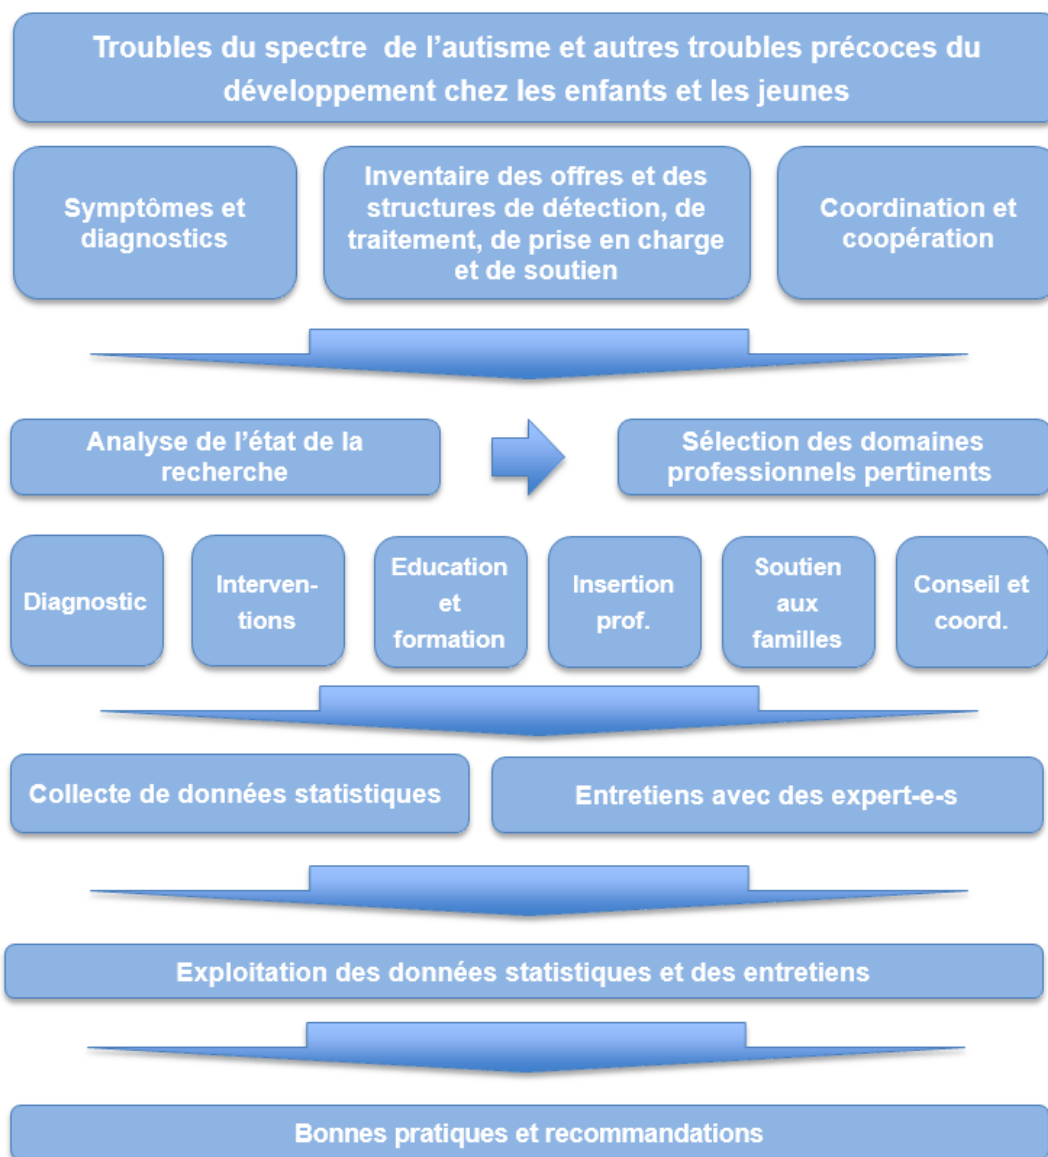 Troubles du spectre de l'autisme et autres troubles précoces du
développement chez les enfants et les jeunes
Symptômes et
diagnostics
Inventaire des offres et des
structures de détection, de
traitement, de prise en charge
et de soutien
Coordination et
coopération
Analyse de l'état de la
recherche
Sélection des domaines
professionnels pertinents
Diagnostic
Interven-
tions
Education
et
formation
Insertion
prof.
Soutien
aux
familles
Conseil et
coord.
Collecte de données statistiques
Entretiens avec des expert-e-s
Exploitation des données statistiques et des entretiens
Bonnes pratiques et recommandations